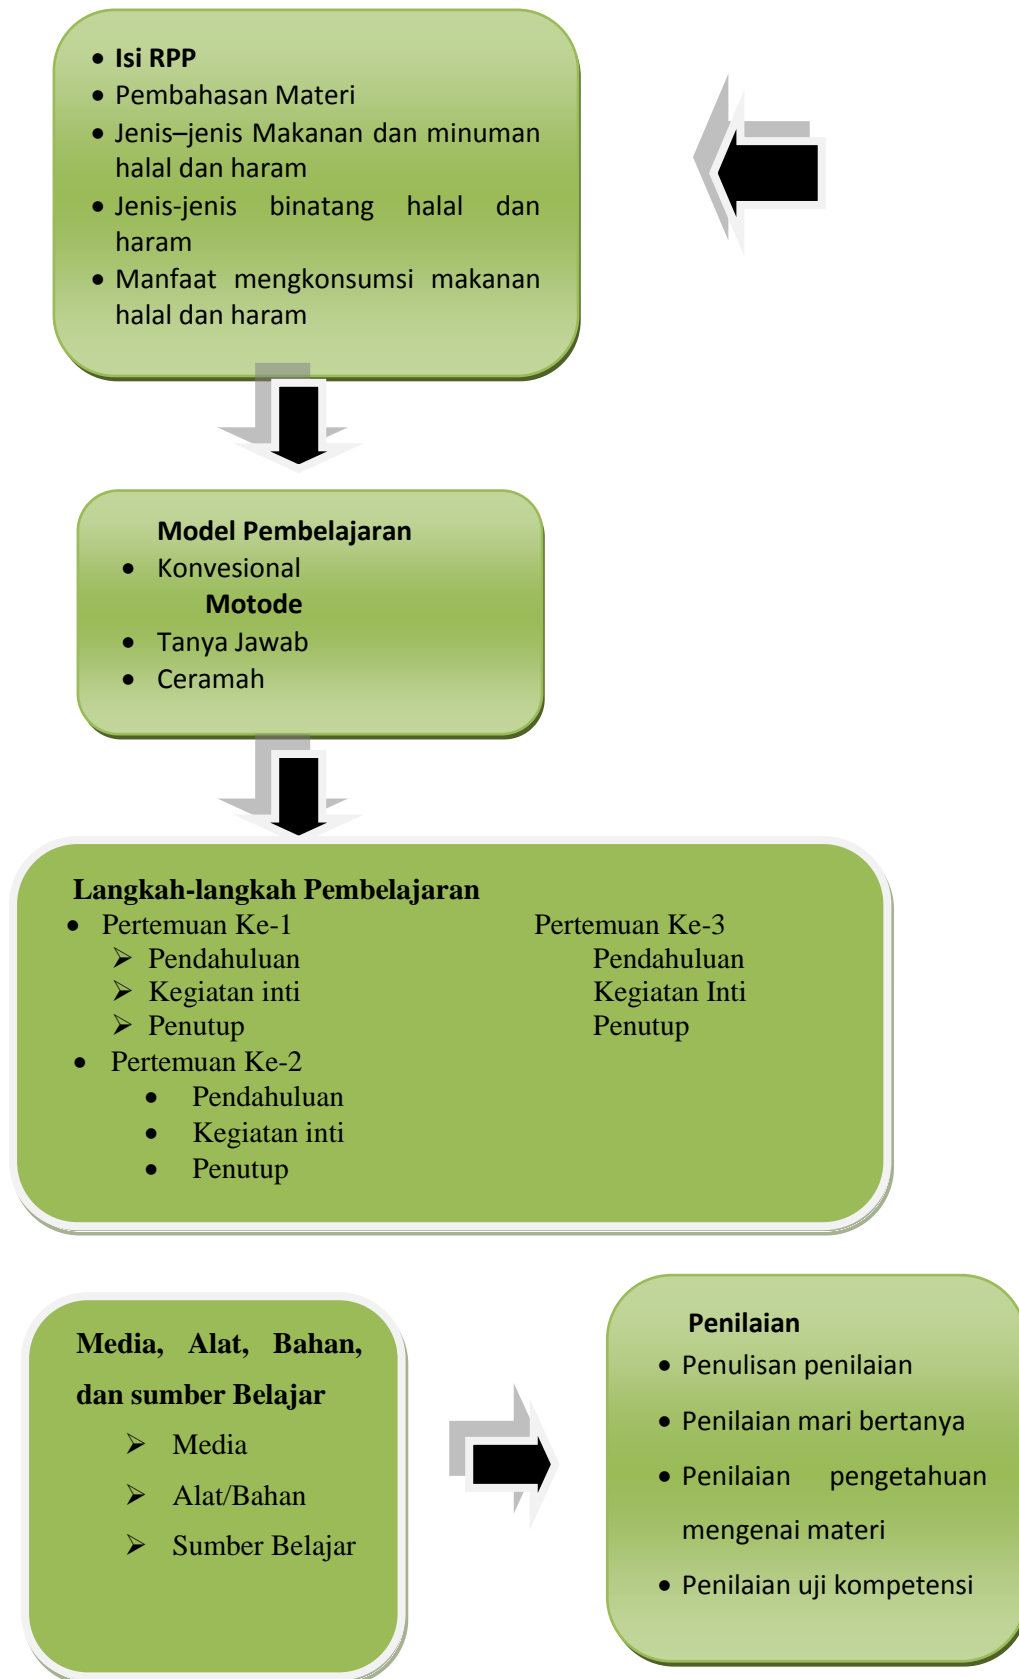 • Isi RPP
• Pembahasan Materi
• Jenis–jenis Makanan dan minuman
halal dan haram
• Jenis-jenis binatang halal dan
haram
• Manfaat mengkonsumsi makanan
halal dan haram
Model Pembelajaran
• Konvesional
Motode
• Tanya Jawab
• Ceramah
Langkah-langkah Pembelajaran
• Pertemuan Ke-1
➢ Pendahuluan
➢ Kegiatan inti
➢ Penutup
• Pertemuan Ke-2
• Pendahuluan
• Kegiatan inti
• Penutup
Pertemuan Ke-3
Pendahuluan
Kegiatan Inti
Penutup
Media, Alat, Bahan,
dan sumber Belajar
➢ Media
➢ Alat/Bahan
➢ Sumber Belajar
Penilaian
• Penulisan penilaian
• Penilaian mari bertanya
• Penilaian pengetahuan
mengenai materi
• Penilaian uji kompetensi